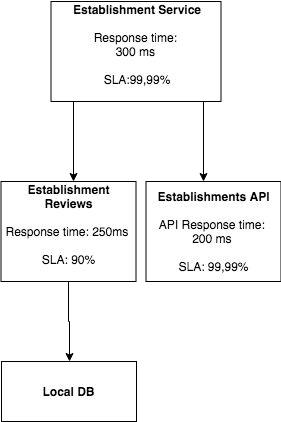 Establishment Service
Response time:
300 ms
SLA:99,99%
Establishment
Reviews
Response time: 250ms
SLA: 90%
Establishments API
API Response time:
200 ms
SLA: 99,99%
Local DB